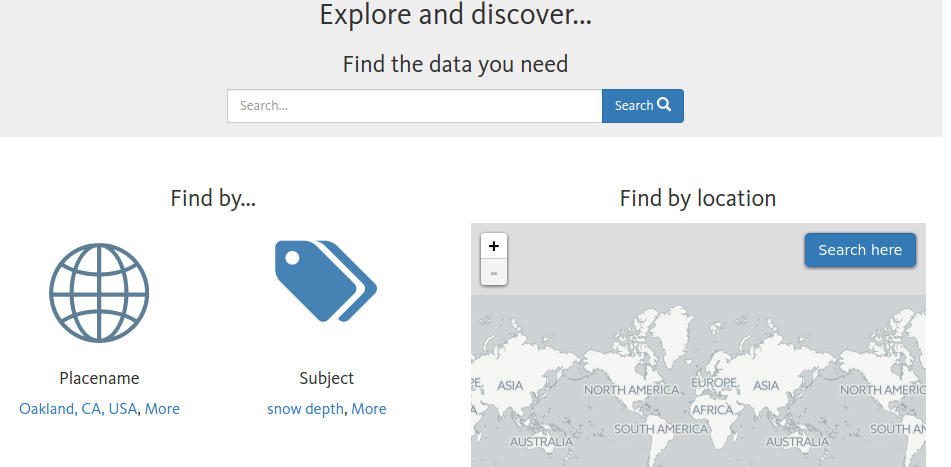 Explore and discover...
Find the data you need
Search...
Search
Find by...
Placename
Oakland, CA, USA, More
Subject
snow depth, More
Find by location
+
-
Search here
ASIA
NORTH AMERICA
EUROPE
ASIA
NORTH AMERIC
AFRICA
SOUTH AMERICA
SOUTH AM
AUSTRALIA
AUSTRALIA